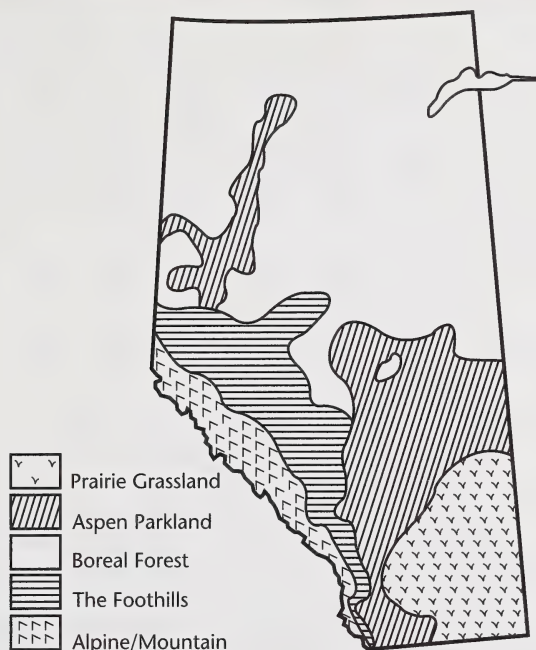 Prairie Grassland
Aspen Parkland
Boreal Forest
The Foothills
Alpine/Mountain